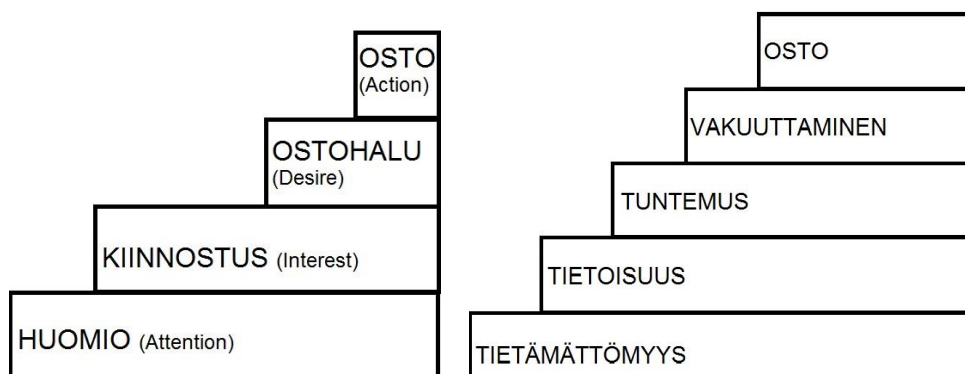 OSTO
(Action)
OSTOHALU
(Desire)
KIINNOSTUS (Interest)
HUOMIO (Attention)
OSTO
VAKUUTTAMINEN
TUNTEMUS
TIETOISUUS
TIETÄMÄTTÖMYYS